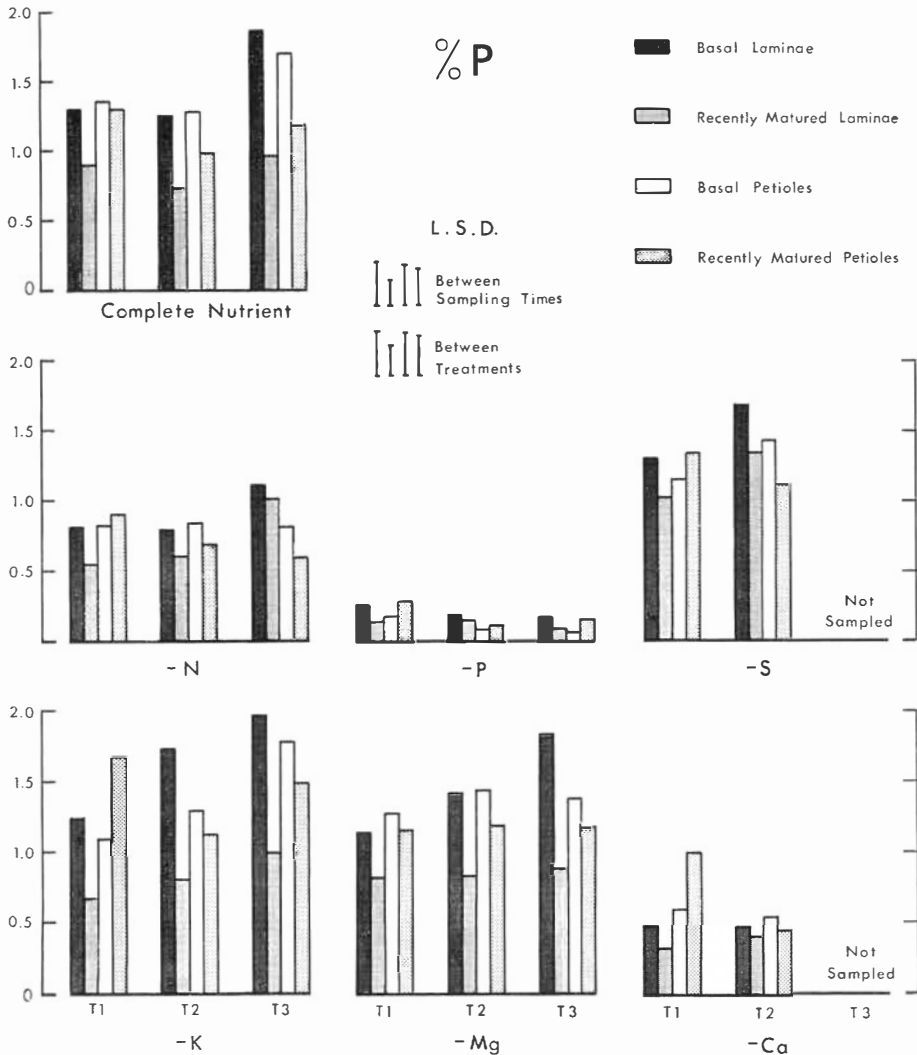 2.0
1.5
1.0
0.5
0
Complete Nutrient
%P
L.S.D.
Between
Sampling Times
Between
Treatments
Basal Laminae
Recently Matured Laminae
Basal Petioles
Recently Matured Petioles
2.0
1.5
1.0
0.5
-N
-P
Not
Sampled
-S
2.0
1.5
1.0
0.5
0
T1 T2 T3
-K
T1 T2 T3
-Mg
Not
Sampled
T1 T2 T3
-Ca